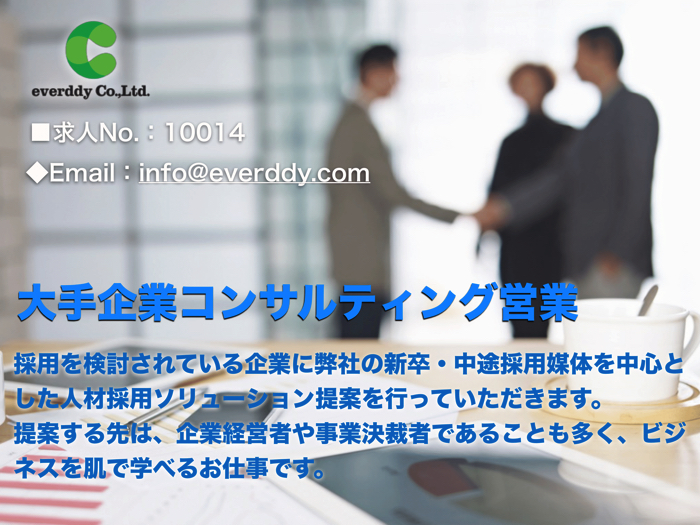 everddy Co.,Ltd.
■求人No.：10014
◆Email：info@everddy.com
大手企業コンサルティング営業
採用を検討されている企業に弊社の新卒・中途採用媒体を中心と
した人材採用ソリューション提案を行っていただきます。
提案する先は、企業経営者や事業決裁者であることも多く、ビジ
ネスを肌で学べるお仕事です。